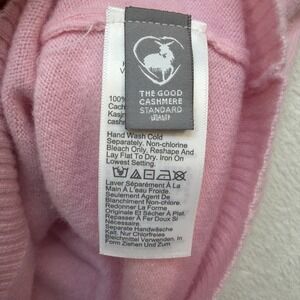 THE GOOD
CASHMERE
STANDARD
100%
Hand Wash Cold
Separately. Non-chlorine
Bleach Only, Reshape And
Lay Flat To Dry. Iron On
Lowest Setting.
Laver Séparément À La
Main À L'eau Froide.
Seulement Agent De
Blanchiment Non-chlore.
Redonner La Forme
Originale Et Sécher À Plat.
Repasser À Fer Doux Si
Nécessaire.
Separate Handwäsche
Kalt. Nur Chlorfreies
Bleichmittel Verwenden. In
Form Ziehen Und Zum